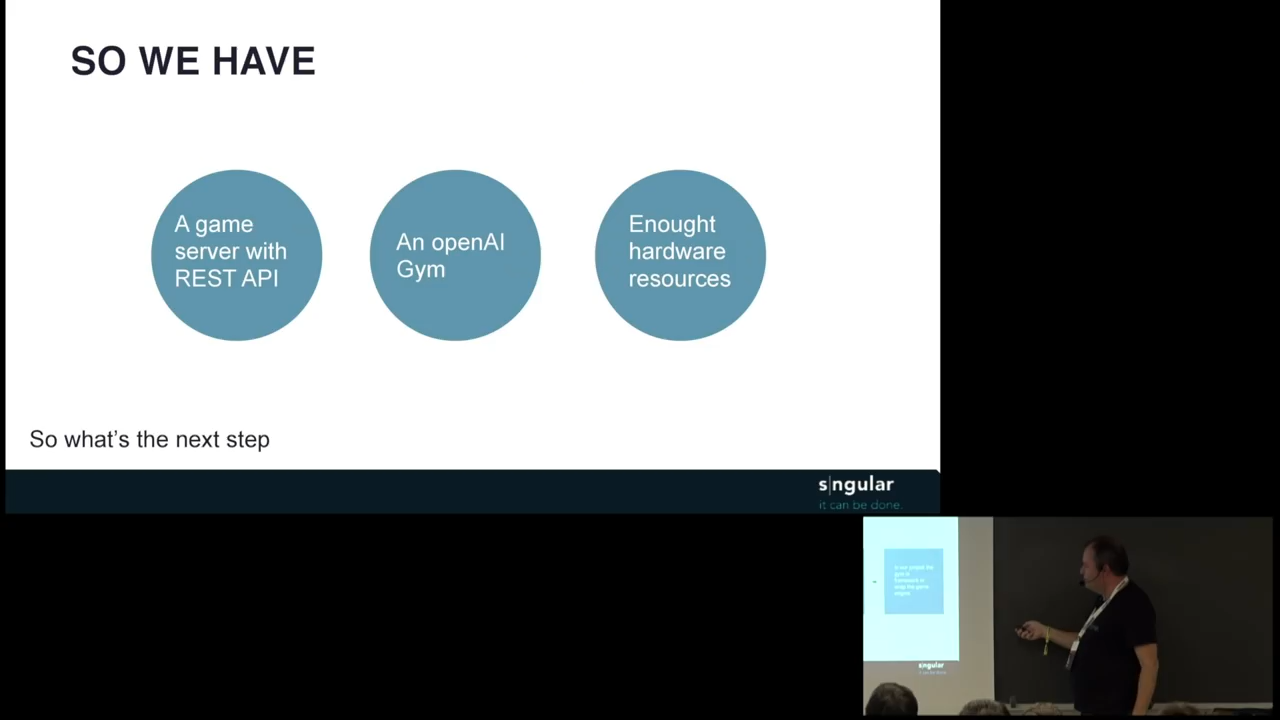 SO WE HAVE
A game
server with
REST API
An openAI
Gym
Enought
hardware
resources
So what's the next step
s|ngular
it can be done.
s|ngular